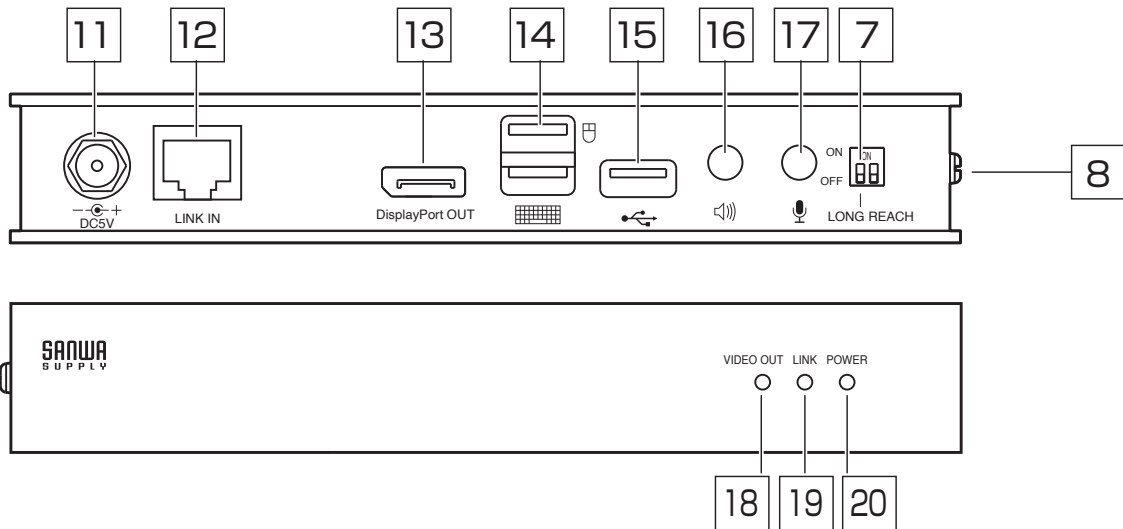 11 12 13 14 15 16 17 7
ON
ON
OFF
8
DC5V
LINK IN
DisplayPort OUT
LONG REACH
SANWA
SUPPLY
VIDEO OUT LINK POWER
18 19 20